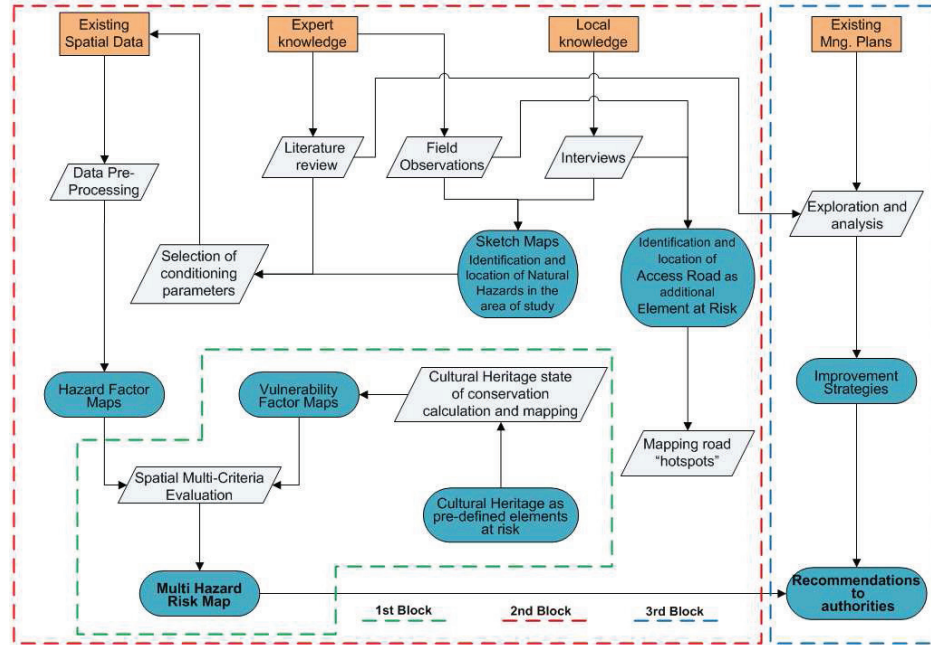 Existing
Spatial Data
Expert
knowledge
Local
knowledge
Existing
Mng. Plans
Data Pre-
Processing
Literature
review
Field
Observations
Interviews
Exploration and
analysis
Selection of
conditioning
parameters
Sketch Maps
Identification and
location of Natural
Hazards in the
area of study
Identification and
location of
Access Road as
additional
Element at Risk
Hazard Factor
Maps
Vulnerability
Factor Maps
Cultural Heritage state
of conservation
calculation and mapping
Improvement
Strategies
Mapping road
"hotspots"
Spatial Multi-Criteria
Evaluation
Cultural Heritage as
pre-defined elements
at risk
Multi Hazard
Risk Map
Recommendations
to
authorities
1st Block
2nd Block
3rd Block